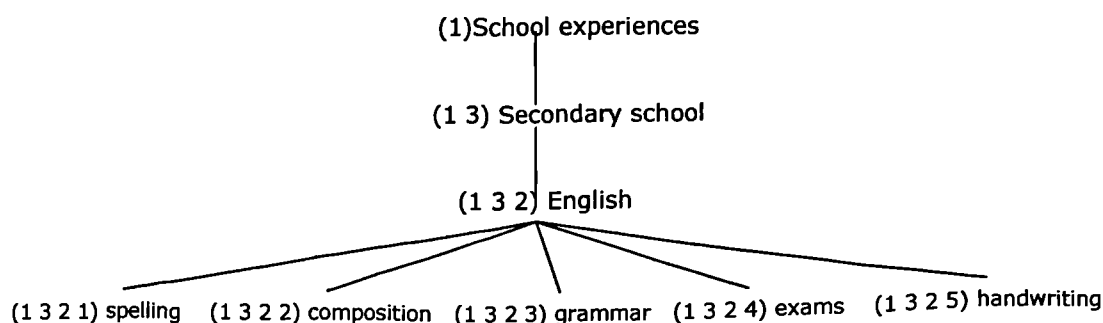 (1)School experiences
(1 3) Secondary school
(1 3 2) English
(1 3 2 1) spelling (1 3 2 2) composition (1 3 2 3) grammar (1 3 2 4) exams (1 3 2 5) handwriting